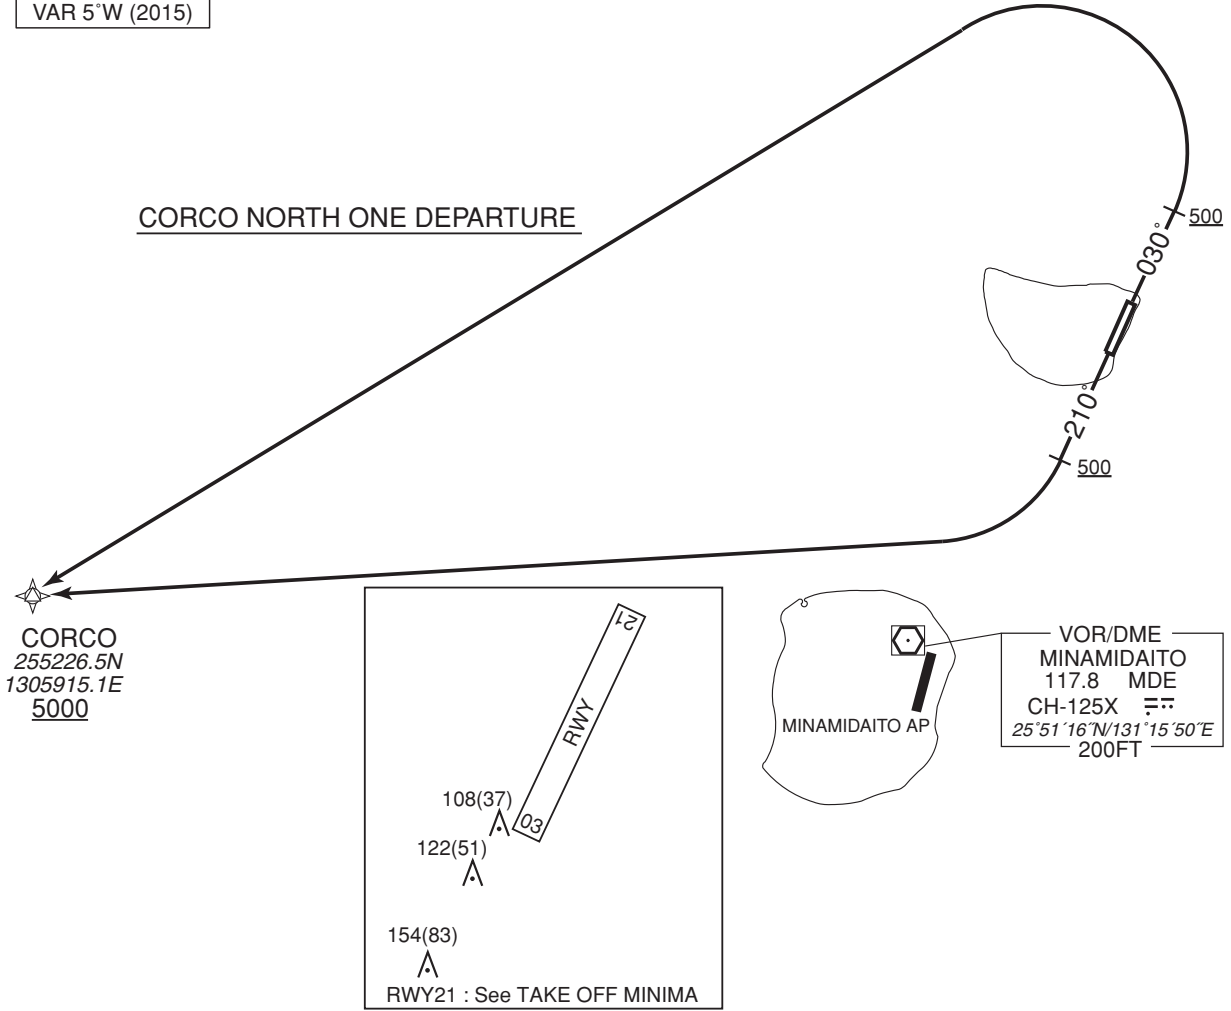 VAR 5˚W (2015)
CORCO NORTH ONE DEPARTURE
500
030˚
210˚
500
CORCO
255226.5N
1305915.1E
5000
21
RWY
03
108(37)
122(51)
154(83)
RWY21 : See TAKE OFF MINIMA
MINAMIDAITO AP
VOR/DME
MINAMIDAITO
117.8 MDE
CH-125X
25˚51´16˝N/131˚15´50˝E
200FT